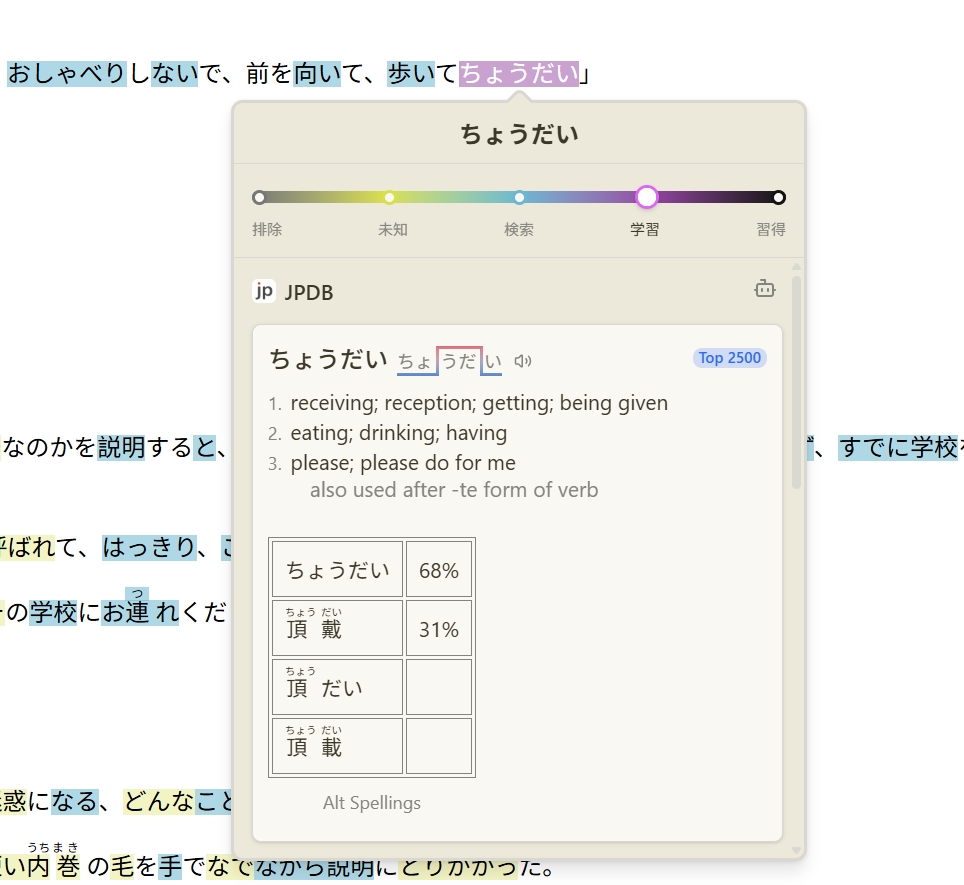 おしゃべりしないで、前を向いて、歩いてちょうだい」
ちょうだい
排除 未知 検索 学習 習得
jp JPDB
ちょうだい ちょうだい Top 2500
1. receiving; reception; getting; being given
2. eating; drinking; having
3. please; please do for me
also used after -te form of verb
なのかを説明すると、
、すでに学校
ちょうだい 68%
呼ばれて、はっきり、
ちょう だい
頂 戴 31%
つ
の学校にお連れくだ
ちょう
頂 だい
ちょう だい
頂 載
Alt Spellings
惑になる、どんなこと
うちまき
い内巻の毛を手でなでながら説明にとりかかった。